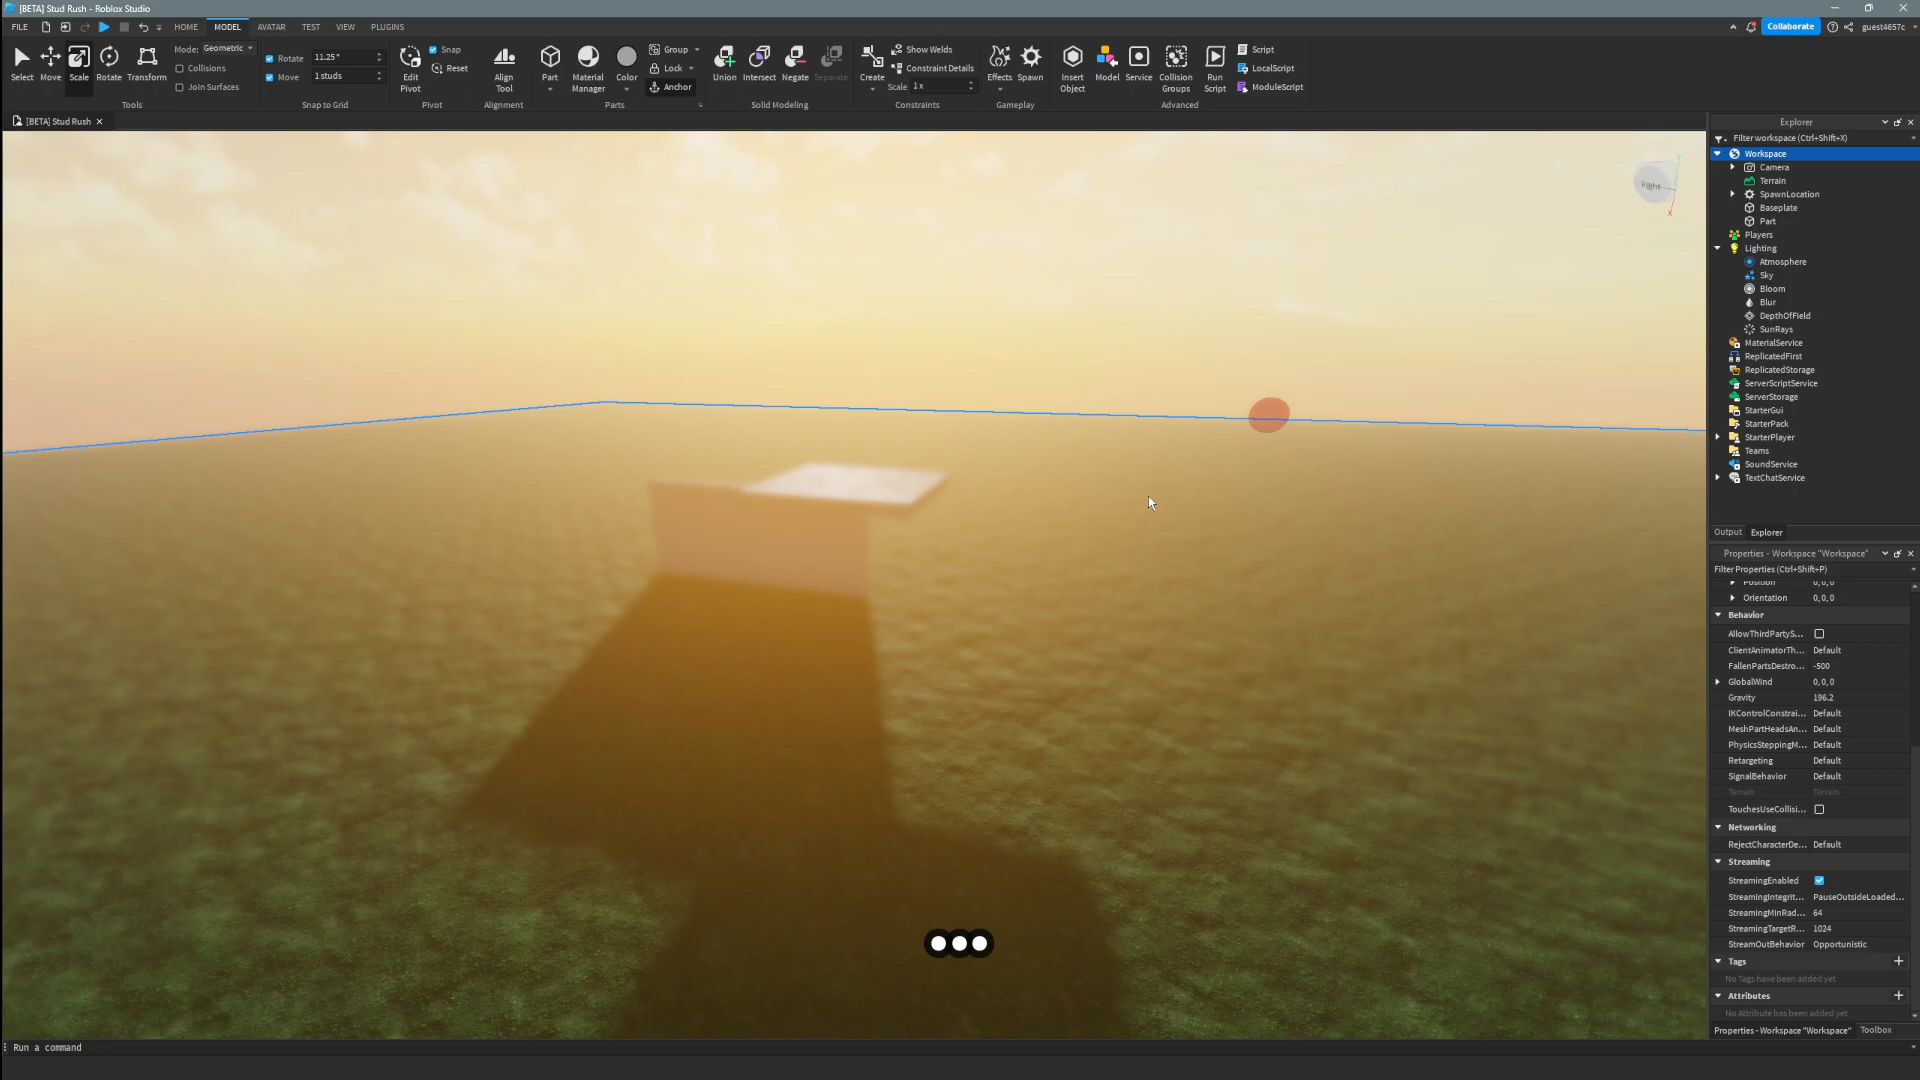 [BETA] Stud Rush - Roblox Studio
FILE HOME MODEL AVATAR TEST VIEW PLUGINS Collaborate guest4657c
Select Move Scale Rotate Transform
Mode: Geometric
Collisions
Join Surfaces
Tools
Rotate 11.25°
Move 1 studs
Snap to Grid
Edit Pivot
Snap
Reset
Pivot
Align Tool
Alignment
Part Material Manager Color
Group
Lock
Anchor
Parts
Union Intersect Negate Separate
Solid Modeling
Create
Show Welds
Constraint Details
Scale 1 x
Constraints
Effects Spawn
Gameplay
Insert Object Model Service Collision Groups Run Script
Script
LocalScript
ModuleScript
Advanced
[BETA] Stud Rush
Right
X
Explorer
Filter workspace (Ctrl+Shift+X)
Workspace
Camera
Terrain
SpawnLocation
Baseplate
Part
Players
Lighting
Atmosphere
Sky
Bloom
Blur
DepthOfField
SunRays
MaterialService
ReplicatedFirst
ReplicatedStorage
ServerScriptService
ServerStorage
StarterGui
StarterPack
StarterPlayer
Teams
SoundService
TextChatService
Output Explorer
Properties - Workspace "Workspace"
Filter Properties (Ctrl+Shift+P)
Position 0, 0, 0
Orientation 0, 0, 0
Behavior
AllowThirdPartyS...
ClientAnimatorTh... Default
FallenPartsDestro... -500
GlobalWind 0, 0, 0
Gravity 196.2
IKControlConstrai... Default
MeshPartHeadsAn... Default
PhysicsSteppingM... Default
Retargeting Default
SignalBehavior Default
Terrain Terrain
TouchesUseCollisi...
Networking
RejectCharacterDe... Default
Streaming
StreamingEnabled
StreamingIntegrit... PauseOutsideLoaded...
StreamingMinRad... 64
StreamingTargetR... 1024
StreamOutBehavior Opportunistic
Tags
No Tags have been added yet
Attributes
No Attribute has been added yet
Properties - Workspace "Workspace" Toolbox
Run a command